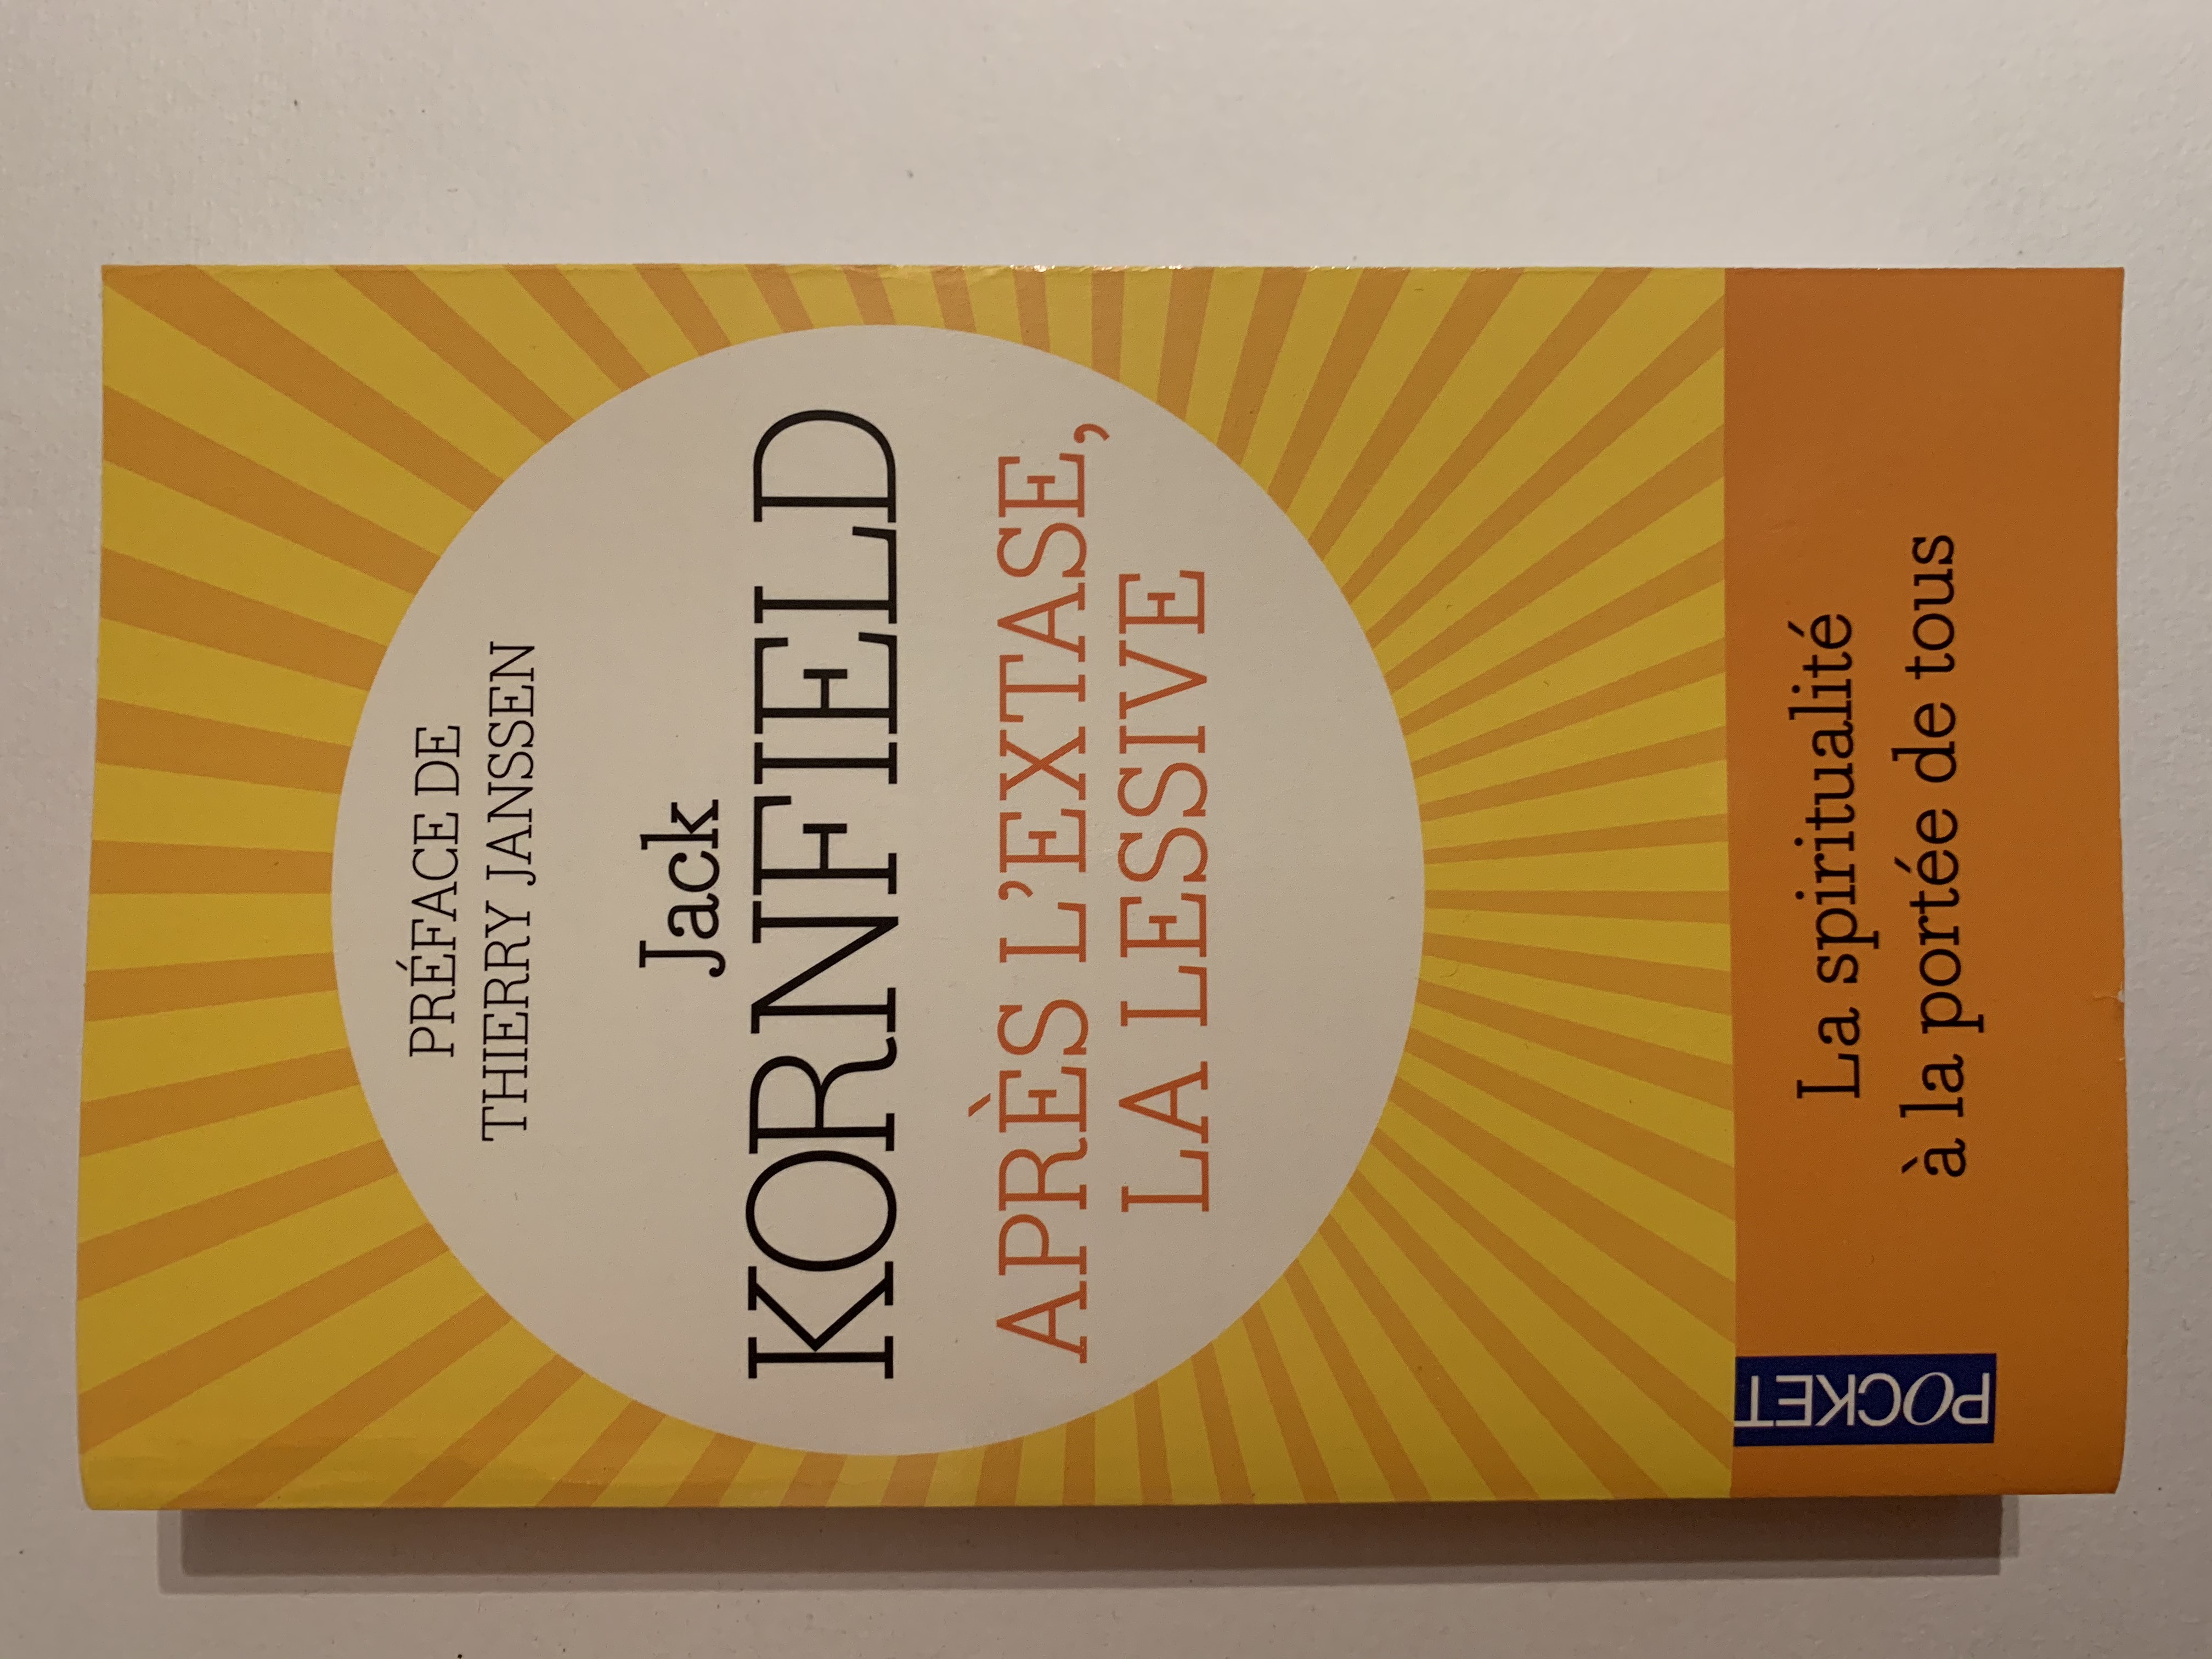 PRÉFACE DE
THIERRY JANSSEN
Jack
KORNFIELD
APRÈS L'EXTASE,
LA LESSIVE
La spiritualité
à la portée de tous
POCKET